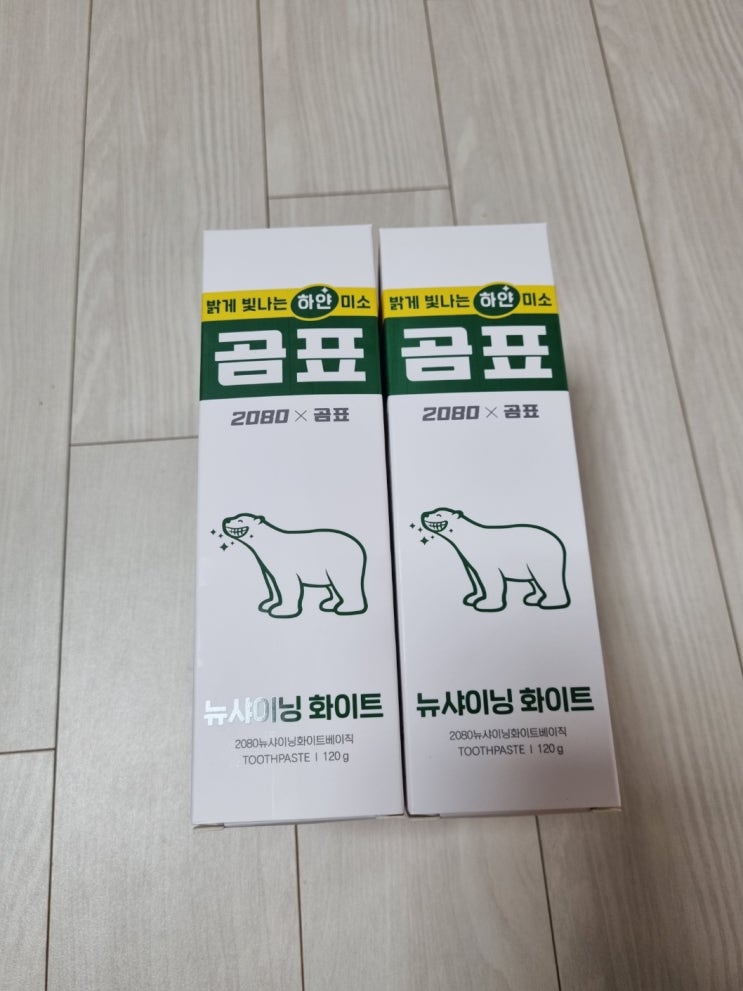 밝게 빛나는 하얀 미소
곰표
2080 × 곰표
뉴샤이닝 화이트
2080뉴샤이닝화이트베이직
TOOTHPASTE | 120 g
밝게 빛나는 하얀 미소
곰표
2080 × 곰표
뉴샤이닝 화이트
2080뉴샤이닝화이트베이직
TOOTHPASTE | 120 g